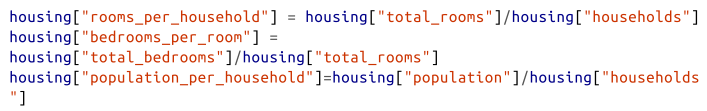 housing["rooms_per_household"] = housing["total_rooms"]/housing["households"]
housing["bedrooms_per_room"] =
housing["total_bedrooms"]/housing["total_rooms"]
housing["population_per_household"]=housing["population"]/housing["households
"]